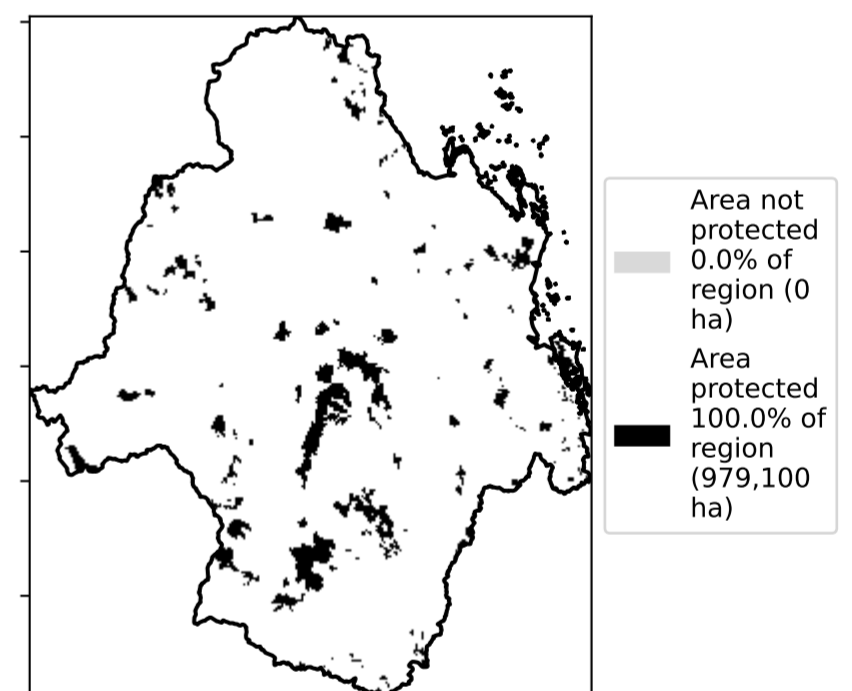 Area not
protected
0.0% of
region (0
ha)
Area
protected
100.0% of
region
(979,100
ha)